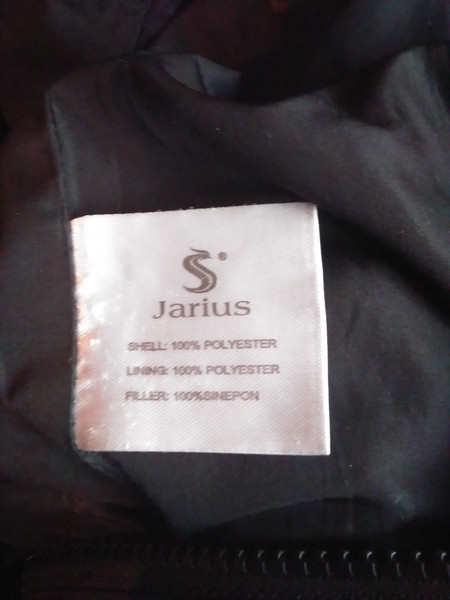 Jarius
SHELL: 100% POLYESTER
LINING: 100% POLYESTER
FILLER: 100%SINEPON